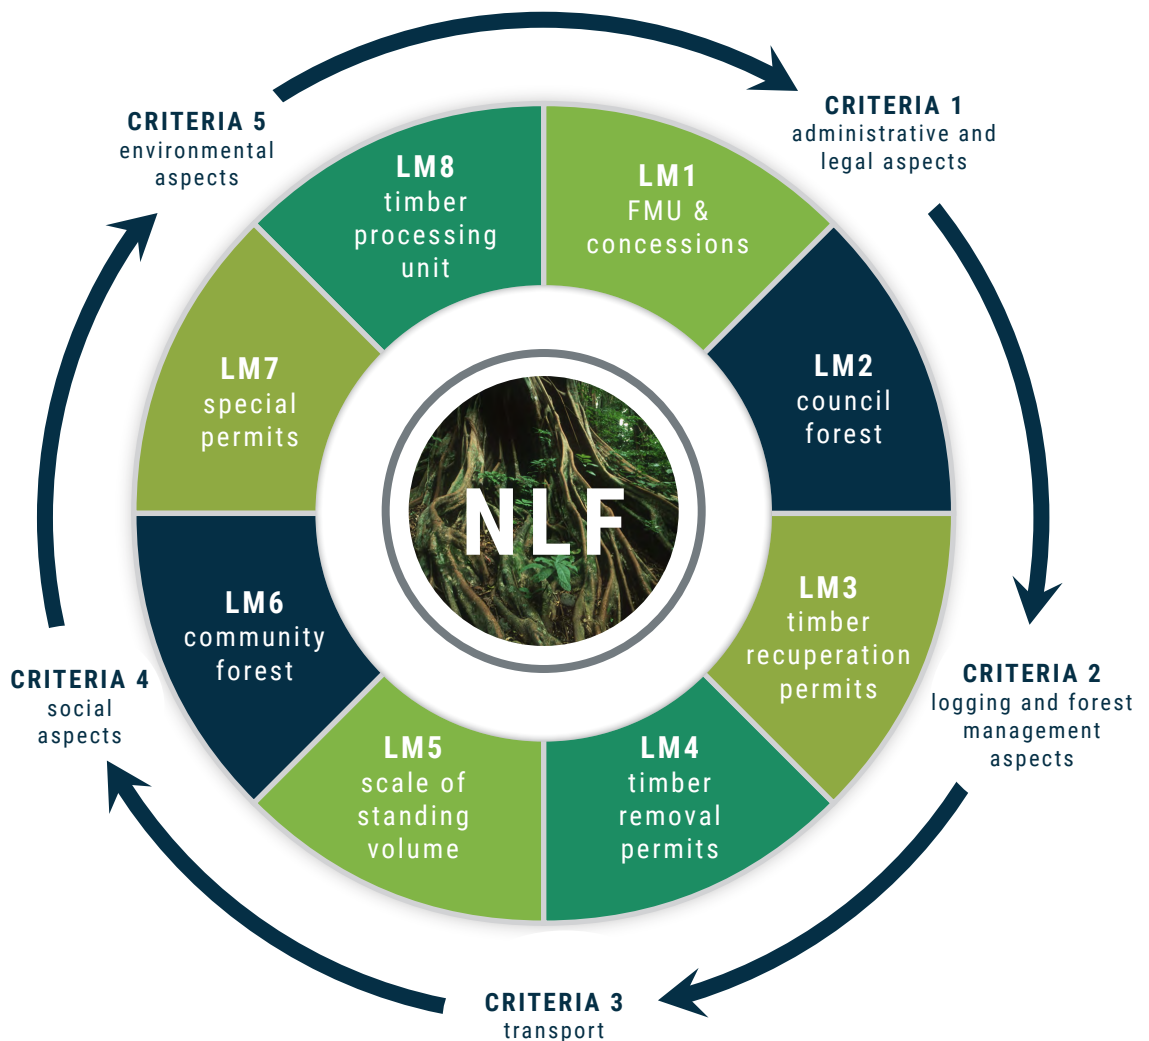 CRITERIA 1
administrative and
legal aspects
CRITERIA 2
logging and forest
management
aspects
CRITERIA 3
transport
CRITERIA 4
social
aspects
CRITERIA 5
environmental
aspects
LM1
FMU &
concessions
LM2
council
forest
LM3
timber
recuperation
permits
LM4
timber
removal
permits
LM5
scale of
standing
volume
LM6
community
forest
LM7
special
permits
LM8
timber
processing
unit
NLF